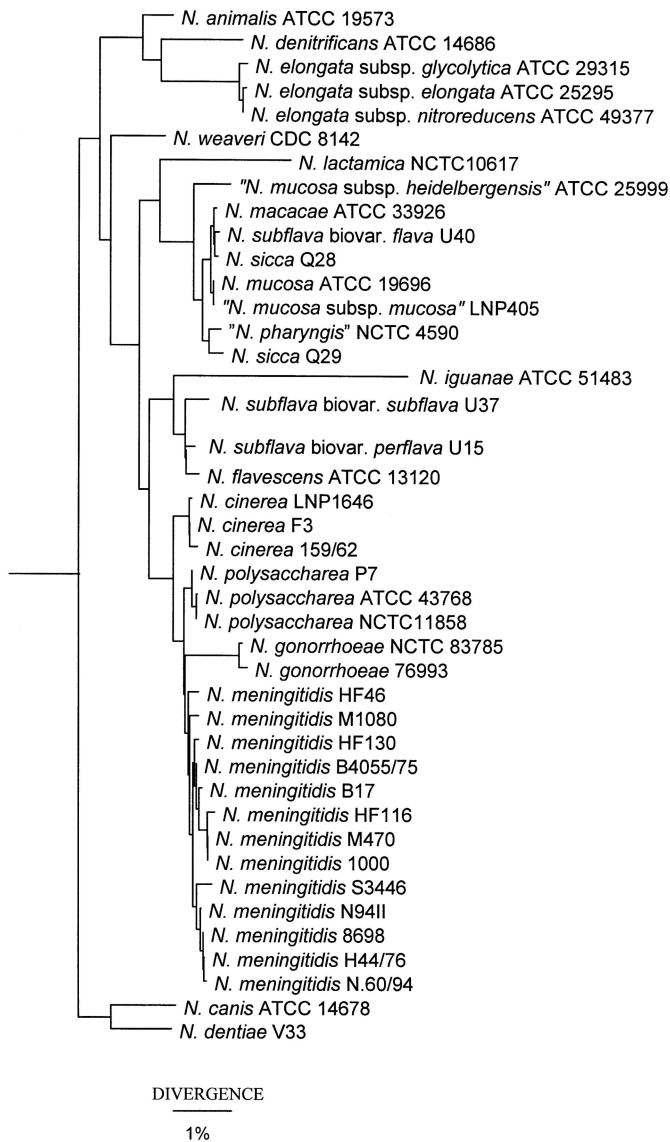 N. animalis ATCC 19573
N. denitrificans ATCC 14686
N. elongata subsp. glycolytica ATCC 29315
N. elongata subsp. elongata ATCC 25295
N. elongata subsp. nitroreducens ATCC 49377
N. weaveri CDC 8142
N. lactamica NCTC10617
"N. mucosa subsp. heidelbergensis" ATCC 25999
N. macacae ATCC 33926
N. subflava biovar. flava U40
N. sicca Q28
N. mucosa ATCC 19696
"N. mucosa subsp. mucosa" LNP405
"N. pharyngis" NCTC 4590
N. sicca Q29
N. iguanae ATCC 51483
N. subflava biovar. subflava U37
N. subflava biovar. perflava U15
N. flavescens ATCC 13120
N. cinerea LNP1646
N. cinerea F3
N. cinerea 159/62
N. polysaccharea P7
N. polysaccharea ATCC 43768
N. polysaccharea NCTC11858
N. gonorrhoeae NCTC 83785
N. gonorrhoeae 76993
N. meningitidis HF46
N. meningitidis M1080
N. meningitidis HF130
N. meningitidis B4055/75
N. meningitidis B17
N. meningitidis HF116
N. meningitidis M470
N. meningitidis 1000
N. meningitidis S3446
N. meningitidis N94II
N. meningitidis 8698
N. meningitidis H44/76
N. meningitidis N.60/94
N. canis ATCC 14678
N. dentiae V33
DIVERGENCE
1%